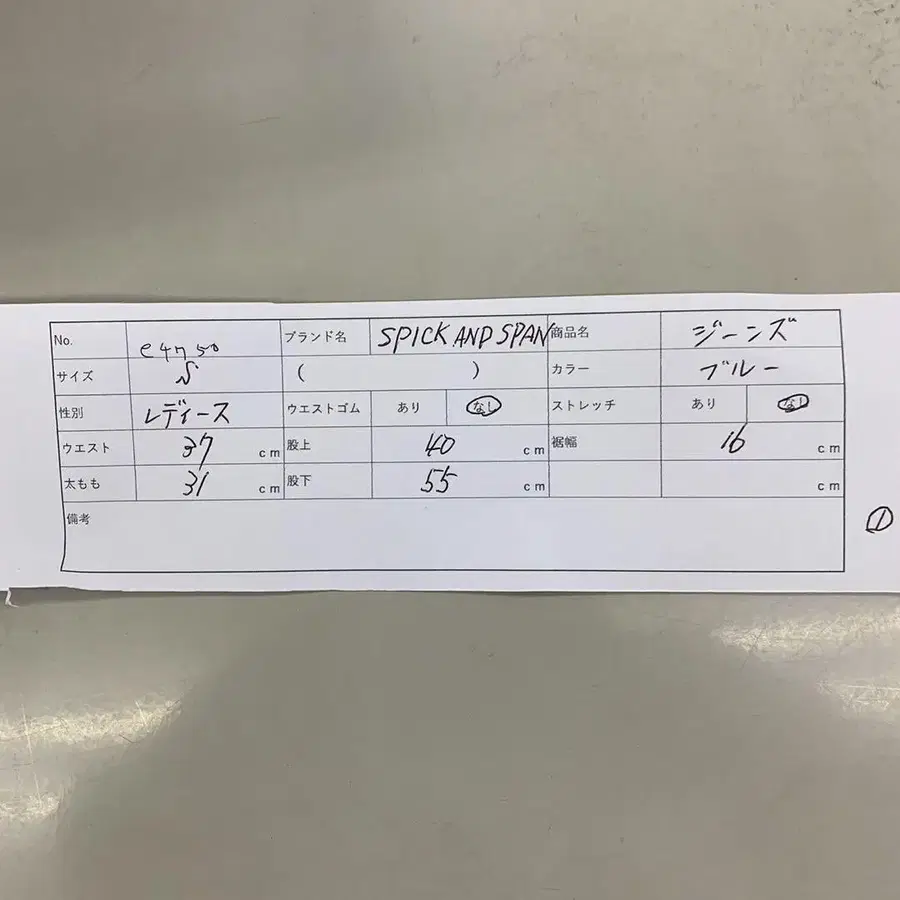 No. e4750 ブランド名 SPICK AND SPAN 商品名 ジーンズ
サイズ S ( ) カラー ブルー
性別 レディース ウエストゴム あり なし ストレッチ あり なし
ウエスト 37 cm 股上 40 cm 裾幅 16 cm
太もも 31 cm 股下 55 cm cm
備考
①